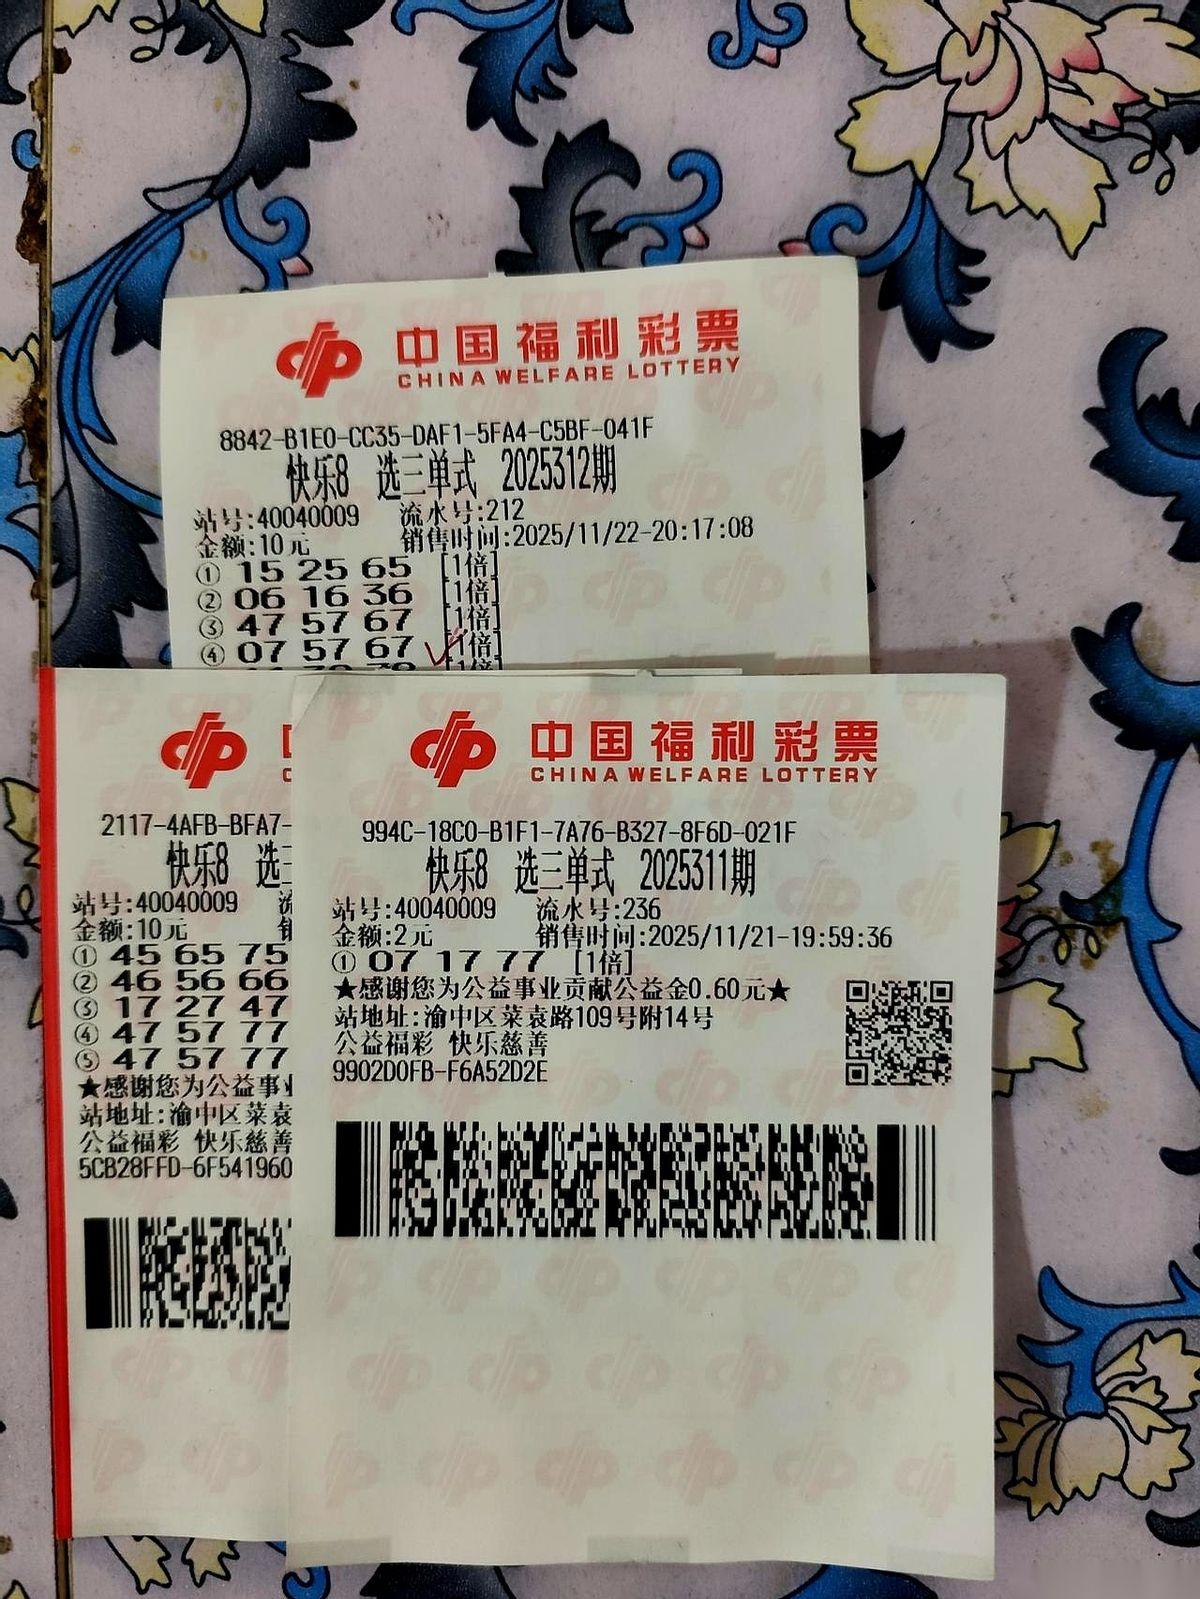 中国福利彩票
CHINA WELFARE LOTTERY
8842-B1E0-CC35-DAF1-5FA4-C5BF-041F
快乐8 选三单式 2025312期
站号:40040009 流水号:212
金额:10元 销售时间:2025/11/22-20:17:08
① 15 25 65 [1倍]
② 06 16 36 [1倍]
③ 47 57 67 [1倍]
④ 07 57 67 [1倍]
2117-4AFB-BFA7-
快乐8 选
站号:40040009
金额:10元
① 45 65 75
② 46 56 66
③ 17 27 47
④ 47 57 77
⑤ 47 57 77
★感谢您为公益事
站地址:渝中区菜袁
公益福彩 快乐慈善
5CB28FFD-6F541960
中国福利彩票
CHINA WELFARE LOTTERY
994C-18C0-B1F1-7A76-B327-8F6D-021F
快乐8 选三单式 2025311期
站号:40040009 流水号:236
金额:2元 销售时间:2025/11/21-19:59:36
① 07 17 77 [1倍]
★感谢您为公益事业贡献公益金0.60元★
站地址:渝中区菜袁路109号附14号
公益福彩 快乐慈善
9902D0FB-F6A52D2E